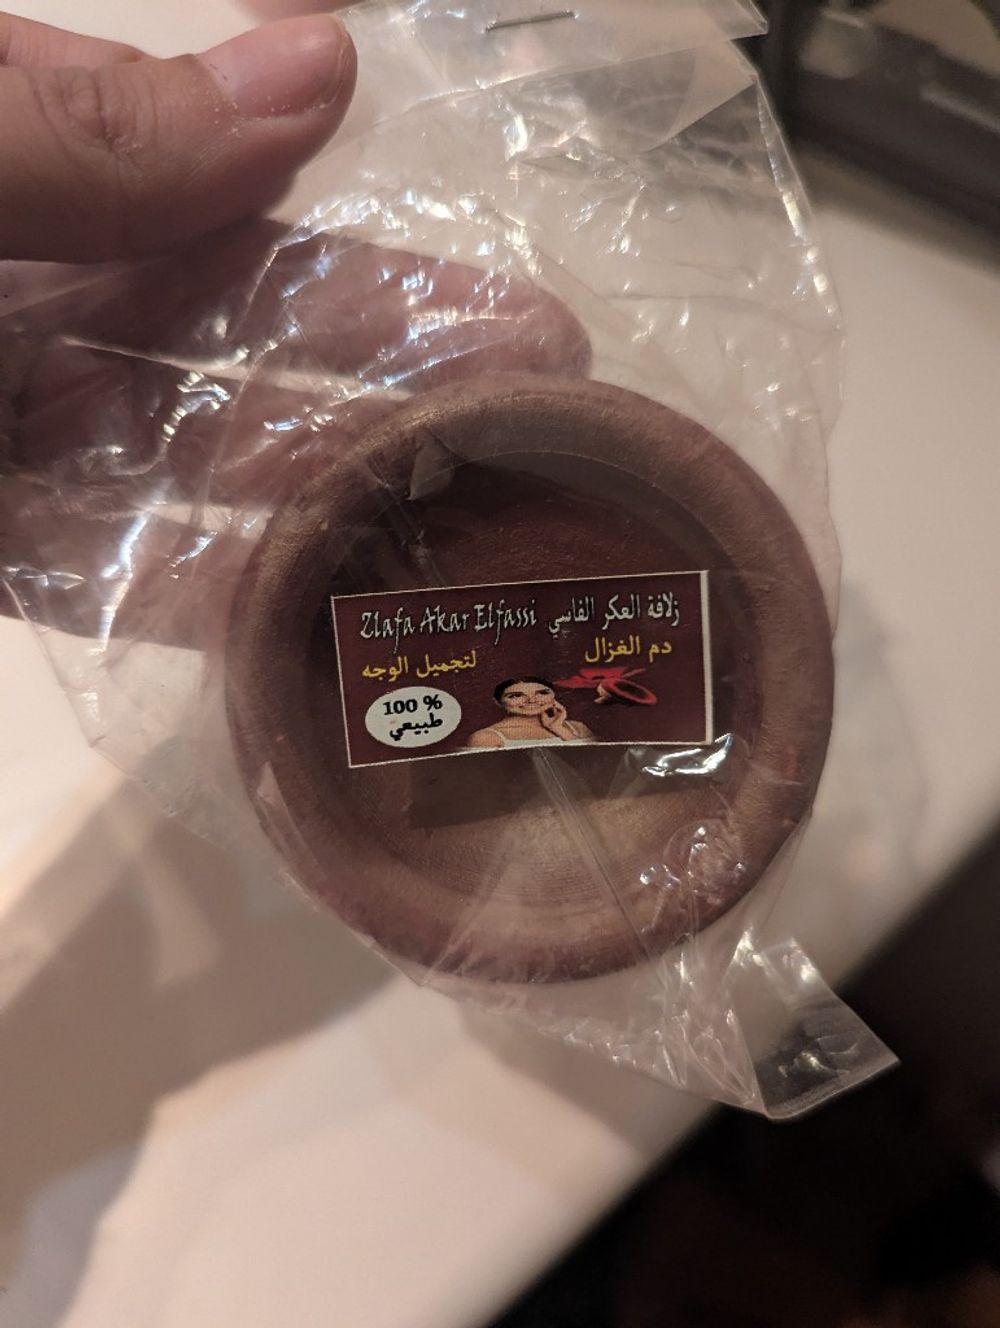 Zlafa Akar Elfassi زلافة العكر الفاسي
دم الغزال
لتجميل الوجه
100 %
طبيعي